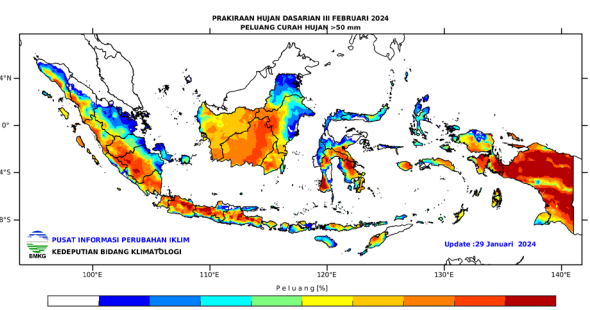 PRAKIRAAN HUJAN DASARIAN III FEBRUARI 2024
PELUANG CURAH HUJAN >50 mm
4°N
0°
4°S
8°S
PUSAT INFORMASI PERUBAHAN IKLIM
Update :29 Januari 2024
KEDEPUTIAN BIDANG KLIMATOLOGI
BMKG
100°E
110°E
120°E
130°E
140°E
Peluang[%]